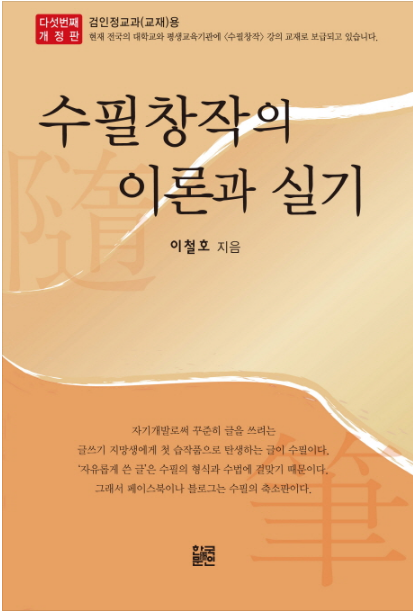 다섯번째
개 정 판
검인정교과(교재)용
현재 전국의 대학교와 평생교육기관에 〈수필창작〉 강의 교재로 보급되고 있습니다.
수필창작의
이론과 실기
隨
이철호 지음
자기개발로써 꾸준히 글을 쓰려는
글쓰기 지망생에게 첫 습작품으로 탄생하는 글이 수필이다.
'자유롭게 쓴 글'은 수필의 형식과 수법에 걸맞기 때문이다.
그래서 페이스북이나 블로그는 수필의 축소판이다.
筆
한국
문인